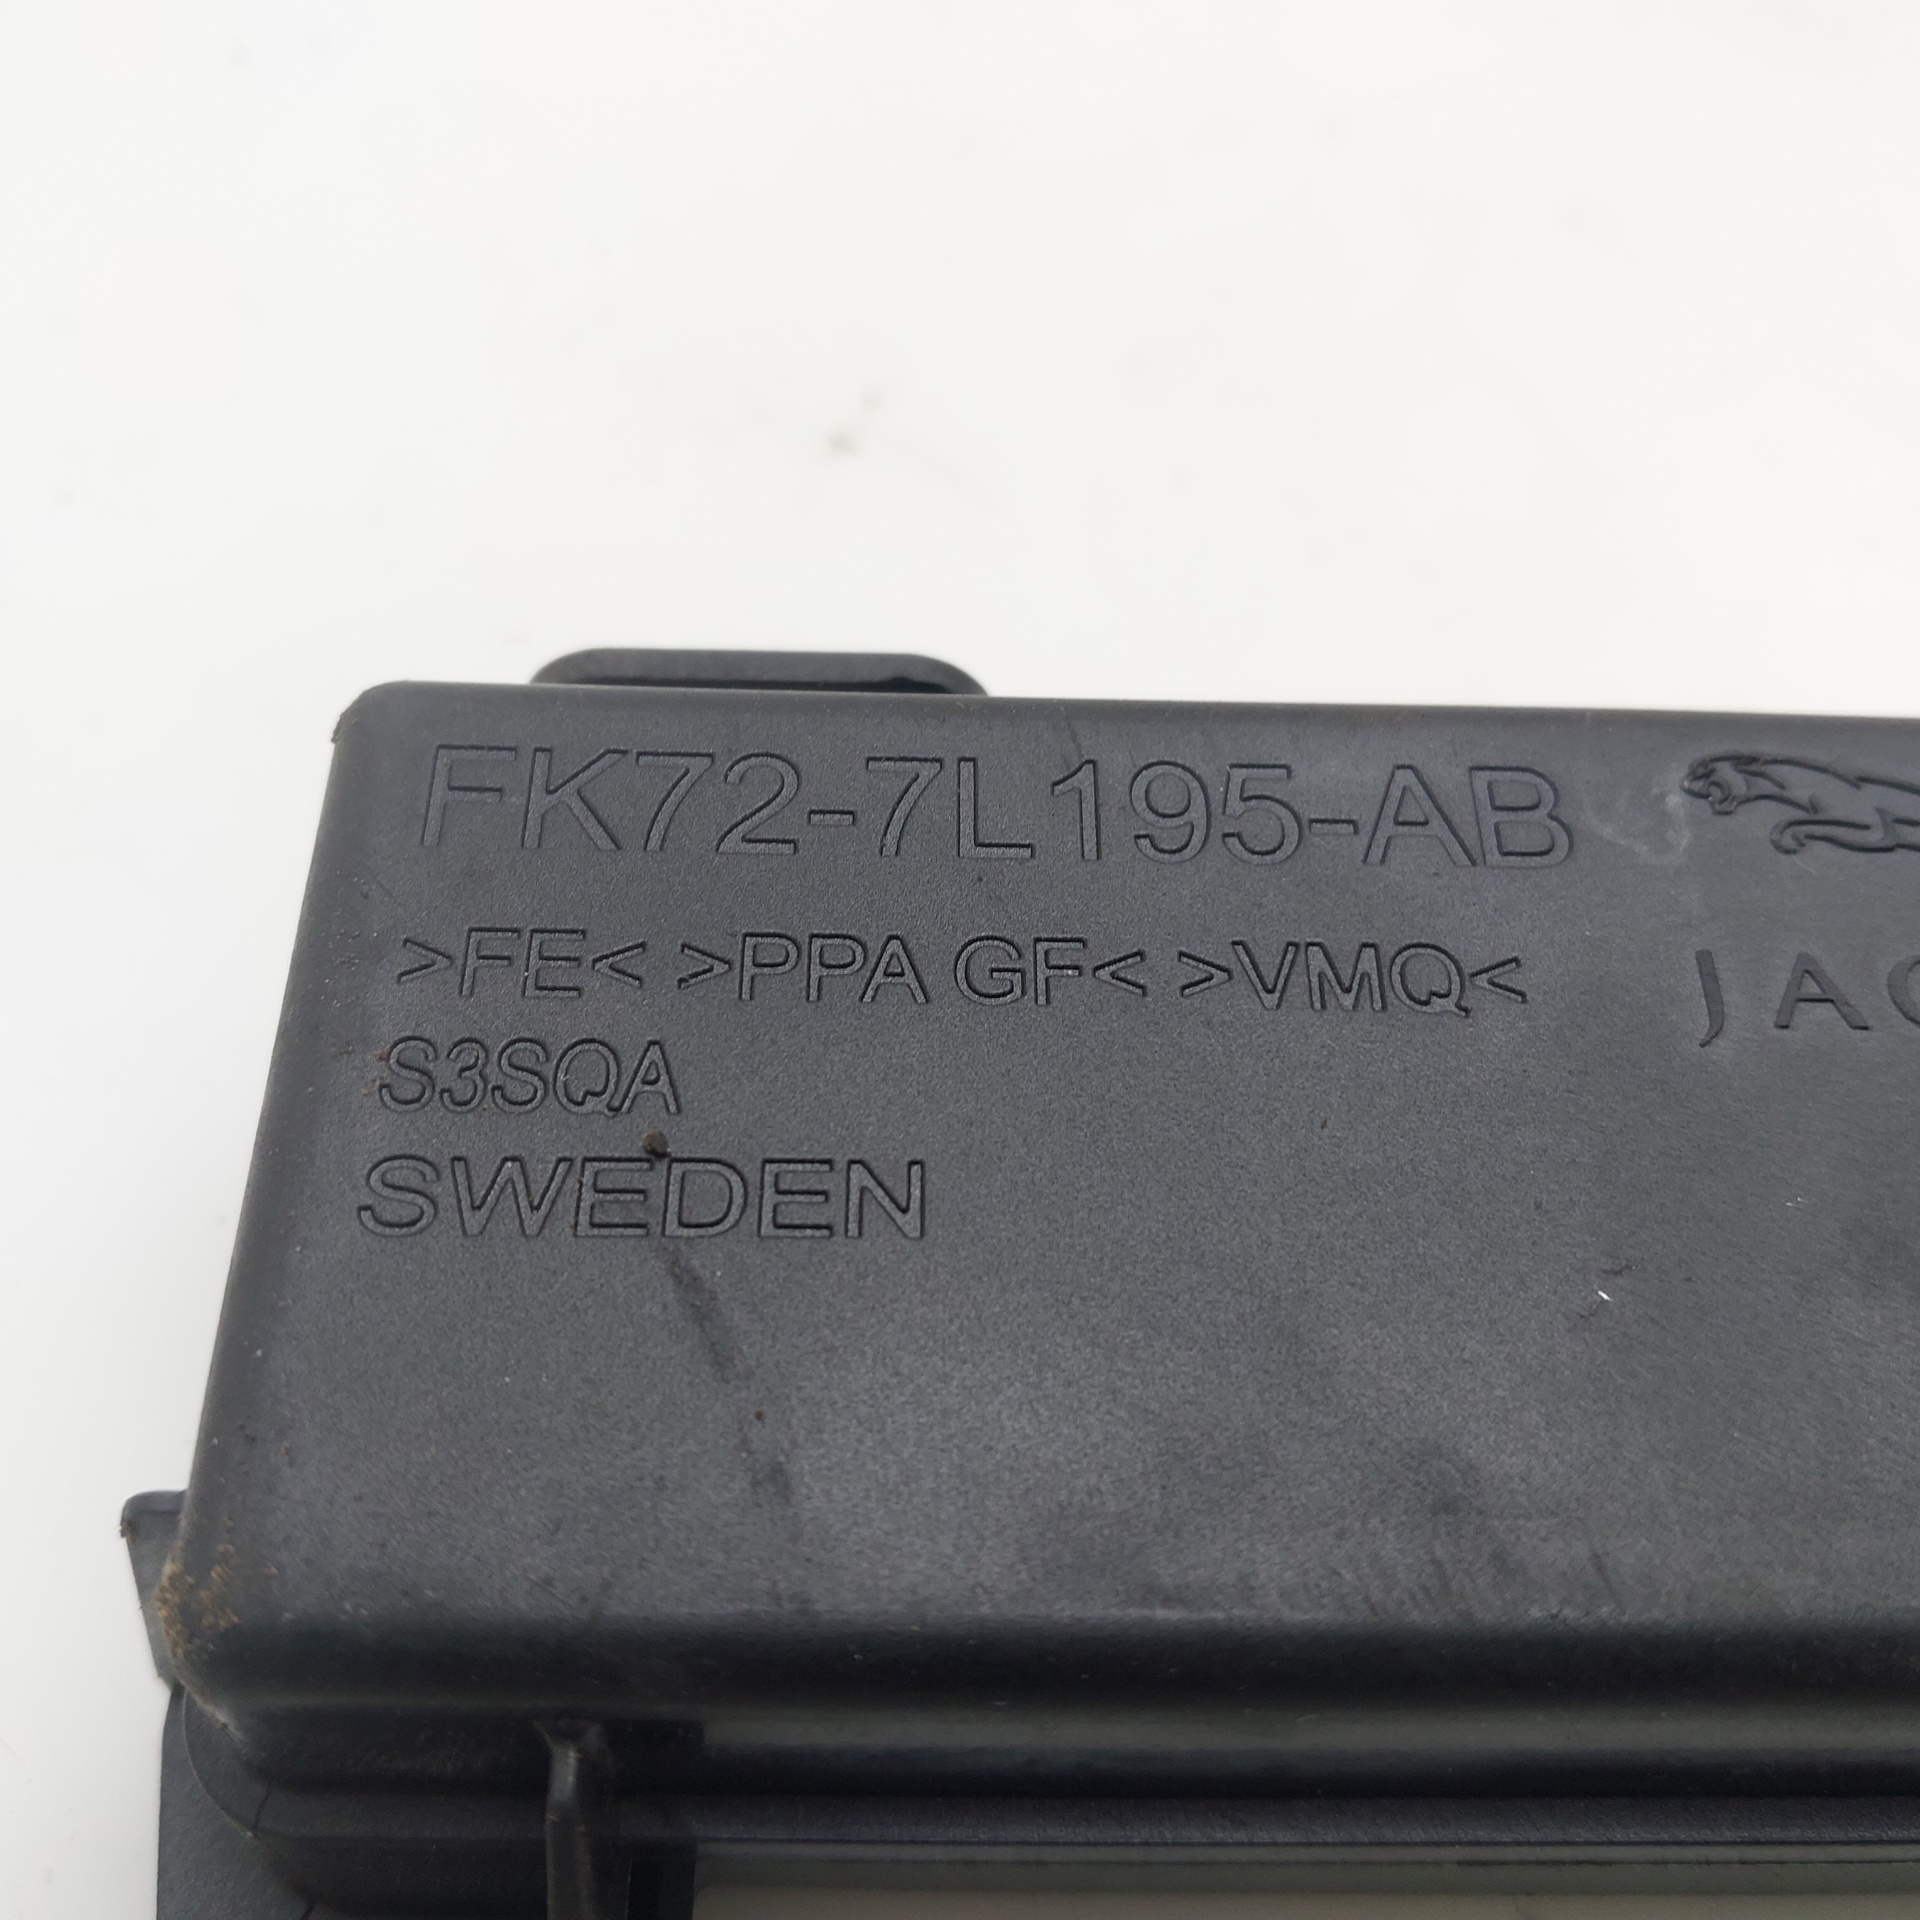 FK72-7L195-AB
>FE< >PPA GF< >VMQ<
S3SQA
SWEDEN